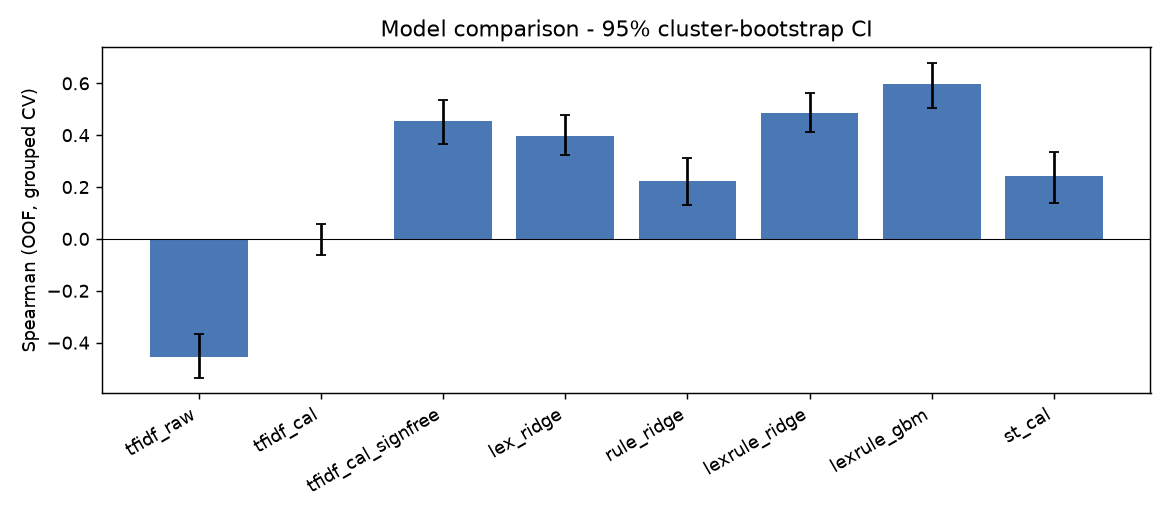 Model comparison - 95% cluster-bootstrap CI
Spearman (OOF, grouped CV)
0.6
0.4
0.2
0.0
−0.2
−0.4
tfidf_raw
tfidf_cal
tfidf_cal_signfree
lex_ridge
rule_ridge
lexrule_ridge
lexrule_gbm
st_cal